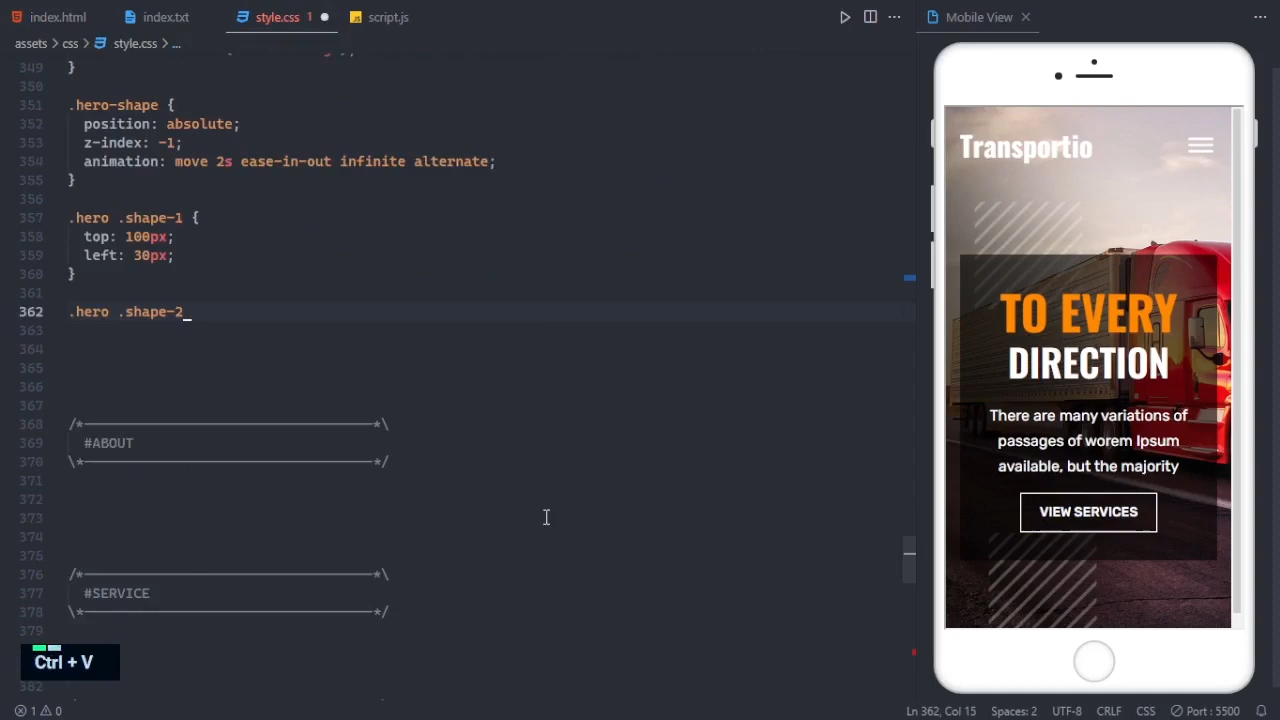 index.html
index.txt
style.css 1
script.js
Mobile View
assets > css > style.css > ...
349 }
350
351 .hero-shape {
352 position: absolute;
353 z-index: -1;
354 animation: move 2s ease-in-out infinite alternate;
355 }
356
357 .hero .shape-1 {
358 top: 100px;
359 left: 30px;
360 }
361
362 .hero .shape-2
363
364
365
366
367
368 /*-----------------------------------*\
369 #ABOUT
370 \*-----------------------------------*/
371
372
373
374
375
376 /*-----------------------------------*\
377 #SERVICE
378 \*-----------------------------------*/
379
382
Ctrl + V
Transportio
TO EVERY
DIRECTION
There are many variations of
passages of worem Ipsum
available, but the majority
VIEW SERVICES
1 0
Ln 362, Col 15 Spaces: 2 UTF-8 CRLF CSS Port : 5500